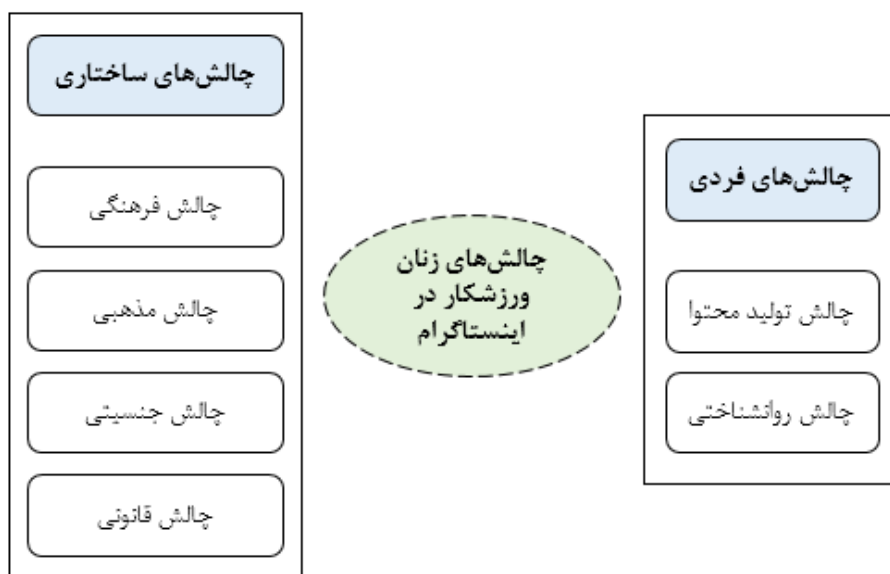 چالش‌های فردی
چالش تولید محتوا
چالش روانشناختی
چالش‌های زنان
ورزشکار در
اینستاگرام
چالش‌های ساختاری
چالش فرهنگی
چالش مذهبی
چالش جنسیتی
چالش قانونی